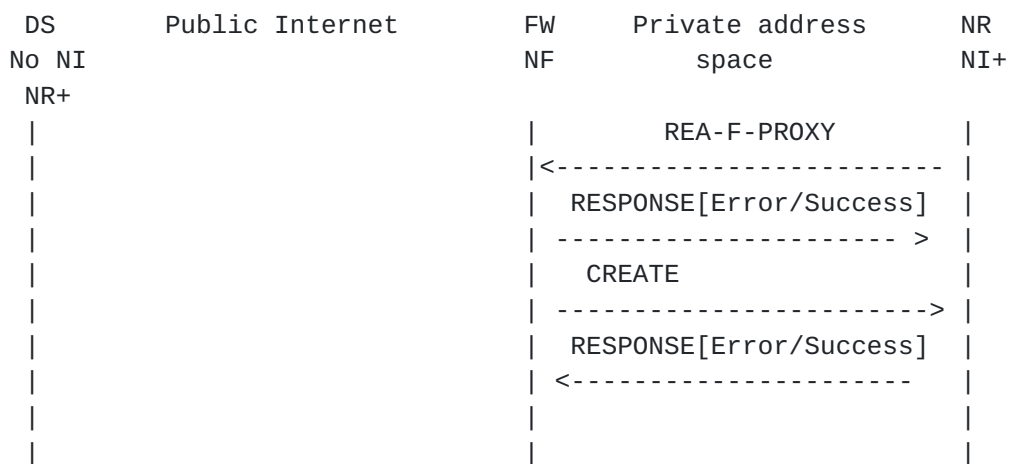 DS Public Internet FW Private address NR
No NI NF space NI+
NR+
| | REA-F-PROXY |
| |<------------------------- |
| | RESPONSE[Error/Success] |
| | ---------------------- > |
| | CREATE |
| | ------------------------> |
| | RESPONSE[Error/Success] |
| | <---------------------- |
| | |
| | |